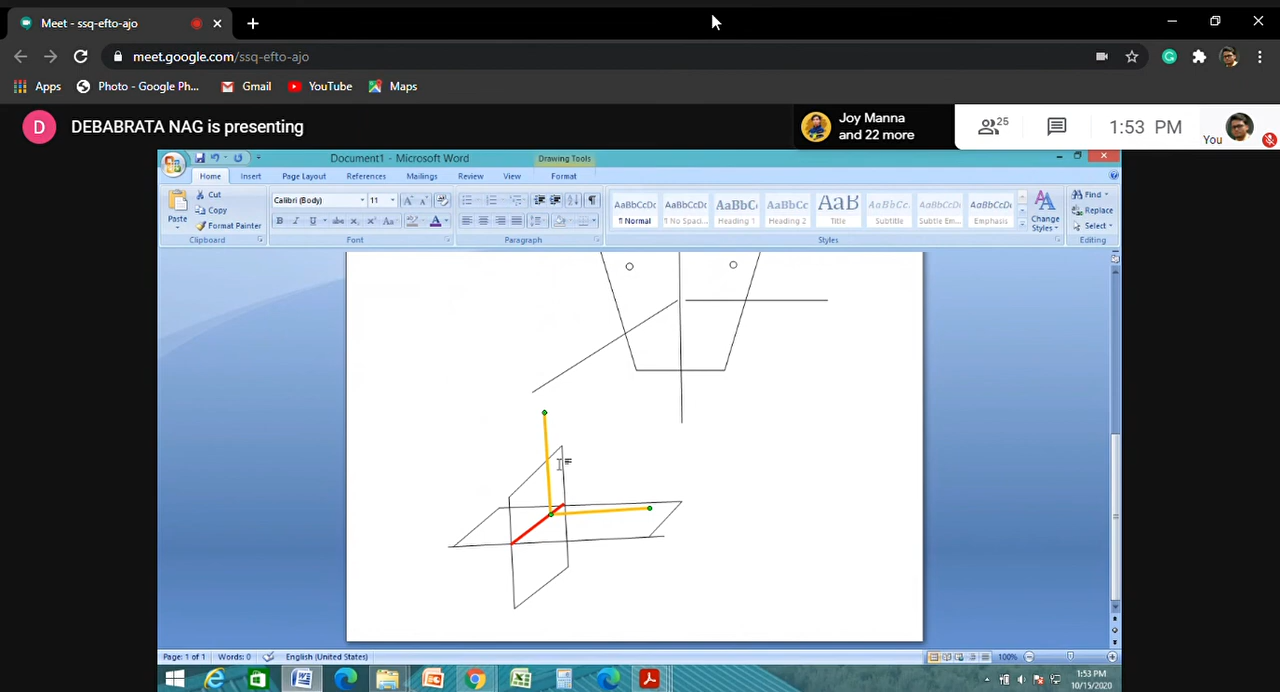 Meet - ssq-efto-ajo
meet.google.com/ssq-efto-ajo
Apps Photo - Google Ph... Gmail YouTube Maps
D DEBABRATA NAG is presenting
Joy Manna
and 22 more
25
1:53 PM
You
Document1 - Microsoft Word Drawing Tools
Home Insert Page Layout References Mailings Review View Format
Paste Cut
Copy
Format Painter
Clipboard
Calibri (Body) 11
Font
Paragraph
AaBbCcDc AaBbCcDc AaBbC AaBbCc AaB AaBbCc. AaBbCcDc AaBbCcDc
¶ Normal ¶ No Spac... Heading 1 Heading 2 Title Subtitle Subtle Em... Emphasis
Styles
Change
Styles
Find
Replace
Select
Editing
Page: 1 of 1 Words: 0 English (United States) 100%
1:53 PM
10/15/2020